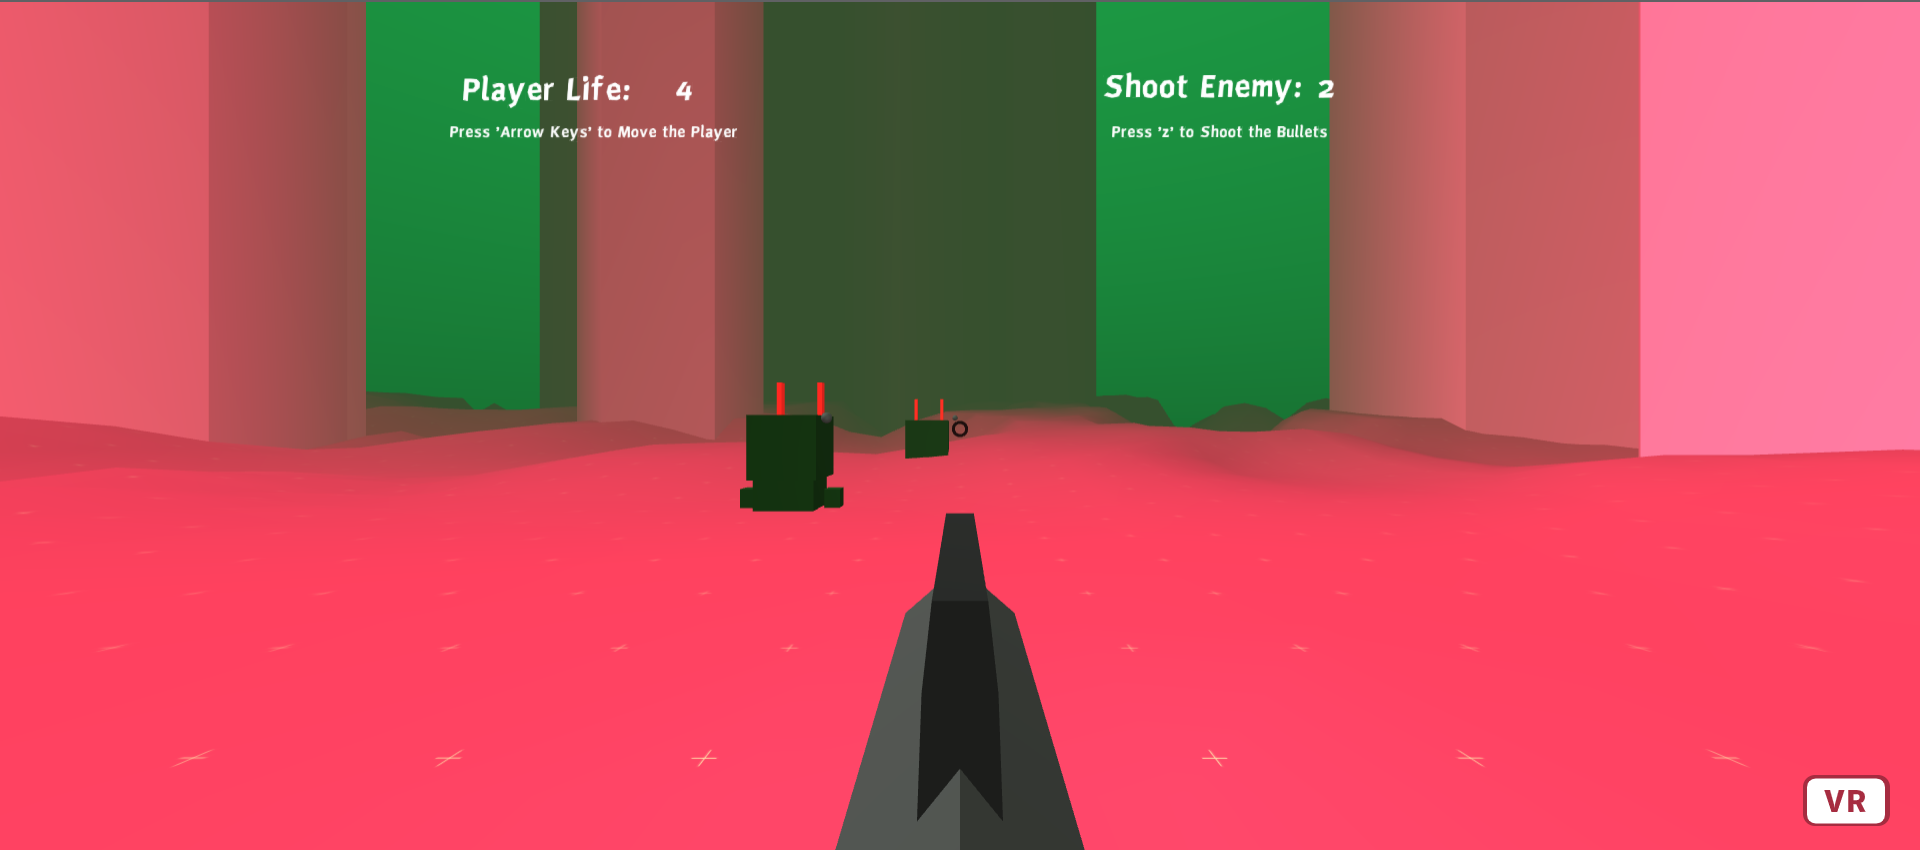 Player Life: 4
Press 'Arrow Keys' to Move the Player
Shoot Enemy: 2
Press 'z' to Shoot the Bullets
VR